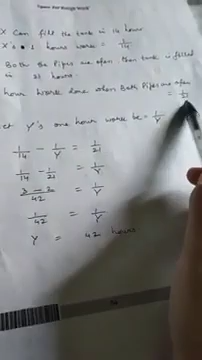 X Can fill the tank in 14 hour
X's 1 hours work = 1/14
Both the Pipes are open then tank is filled
in 21 hours.
hour work done when Both Pipes are open
= 1/21
let Y's one hour work be = 1/Y
1/14 - 1/Y = 1/21
1/14 - 1/21 = 1/Y
3 - 2/42 = 1/Y
1/42 = 1/Y
Y = 42 hours